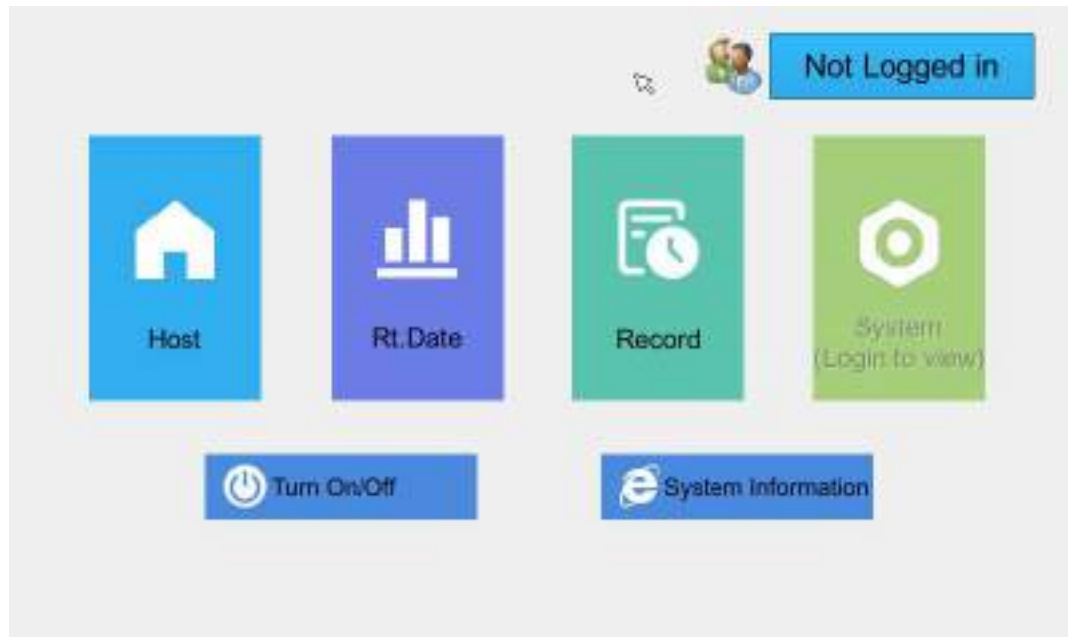 Not Logged in
Host
Rt.Date
Record
System
(Login to view)
Turn On/Off
System Information